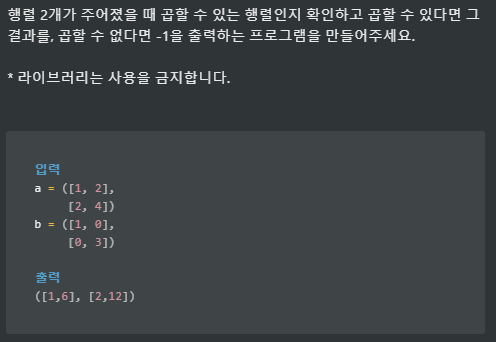 행렬 2개가 주어졌을 때 곱할 수 있는 행렬인지 확인하고 곱할 수 있다면 그
결과를, 곱할 수 없다면 -1을 출력하는 프로그램을 만들어주세요.
* 라이브러리는 사용을 금지합니다.
입력
a = ([1, 2],
[2, 4])
b = ([1, 0],
[0, 3])
출력
([1,6], [2,12])